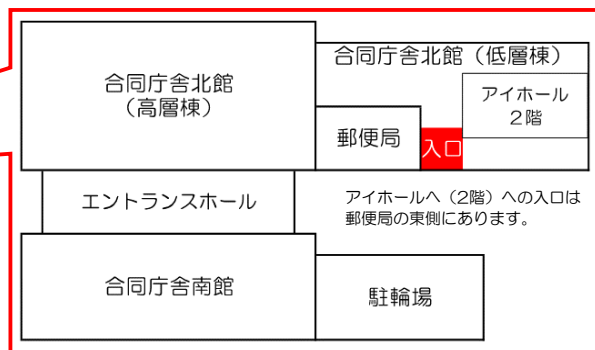 合同庁舎北館
（高層棟）
合同庁舎北館（低層棟）
アイホール
２階
郵便局
入口
エントランスホール
アイホールへ（2階）への入口は
郵便局の東側にあります。
合同庁舎南館
駐輪場